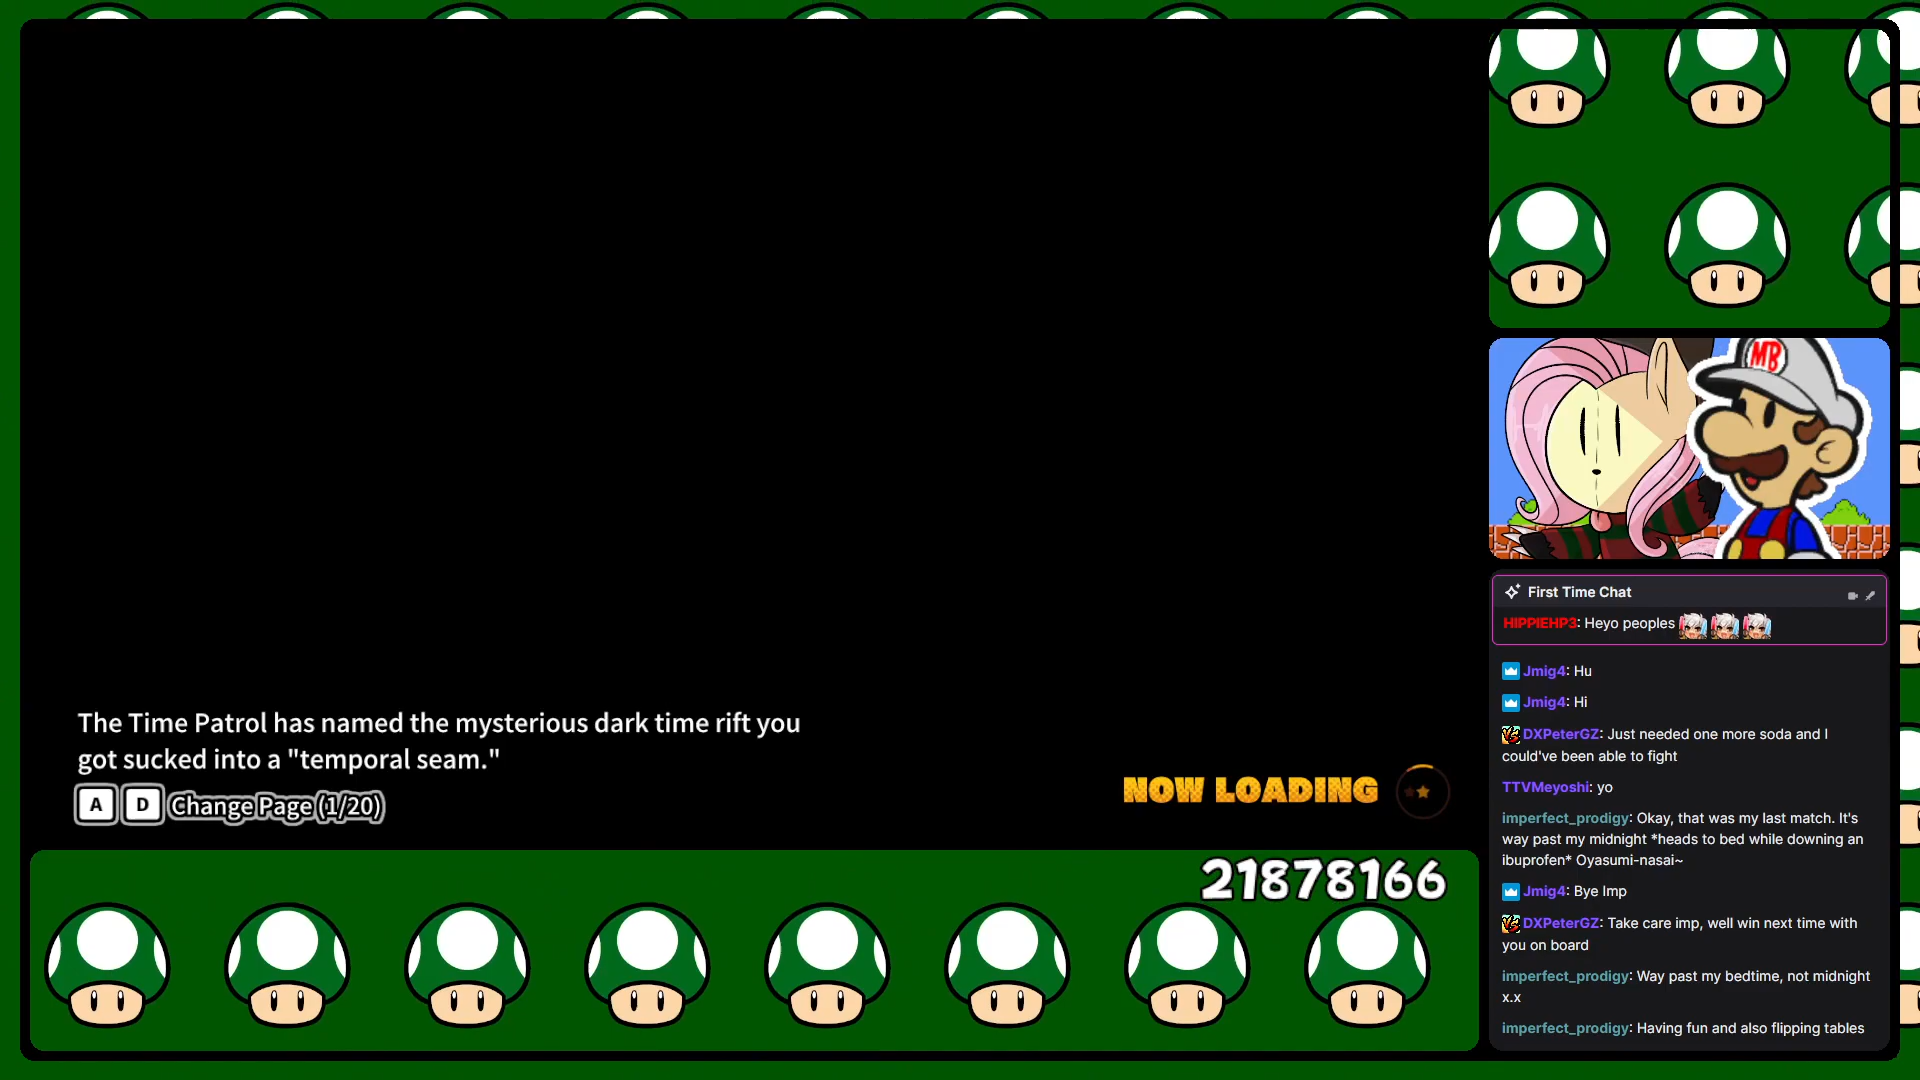 The Time Patrol has named the mysterious dark time rift you
got sucked into a "temporal seam."
A D Change Page (1/20)
NOW LOADING
21878166
MB
First Time Chat
HIPPIEHP3: Heyo peoples
Jmig4: Hu
Jmig4: Hi
DXPeterGZ: Just needed one more soda and I
could've been able to fight
TTVMeyoshi: yo
imperfect_prodigy: Okay, that was my last match. It's
way past my midnight *heads to bed while downing an
ibuprofen* Oyasumi-nasai~
Jmig4: Bye Imp
DXPeterGZ: Take care imp, well win next time with
you on board
imperfect_prodigy: Way past my bedtime, not midnight
x.x
imperfect_prodigy: Having fun and also flipping tables